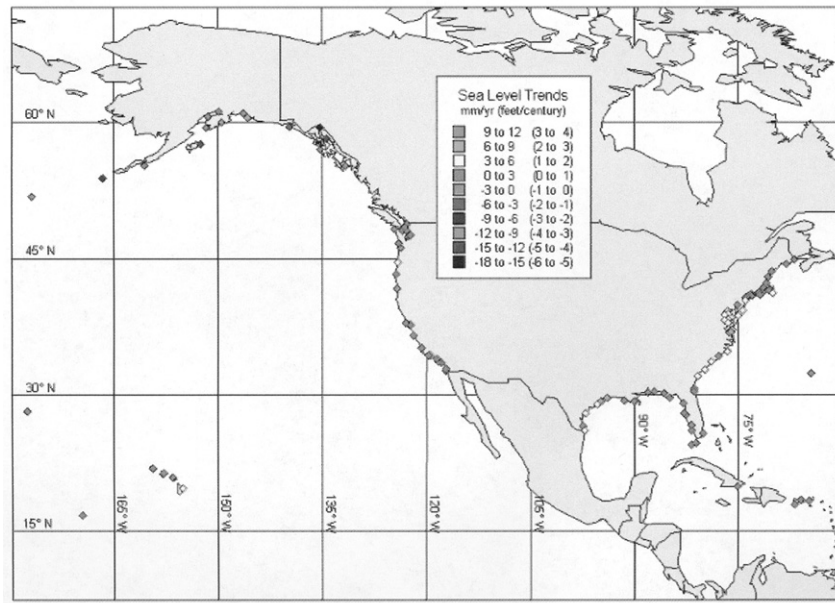 Sea Level Trends
mm/yr (feet/century)
9 to 12 (3 to 4)
6 to 9 (2 to 3)
3 to 6 (1 to 2)
0 to 3 (0 to 1)
-3 to 0 (-1 to 0)
-6 to -3 (-2 to -1)
-9 to -6 (-3 to -2)
-12 to -9 (-4 to -3)
-15 to -12 (-5 to -4)
-18 to -15 (-6 to -5)
60° N
45° N
30° N
15° N
165° W
150° W
135° W
120° W
105° W
90° W
75° W